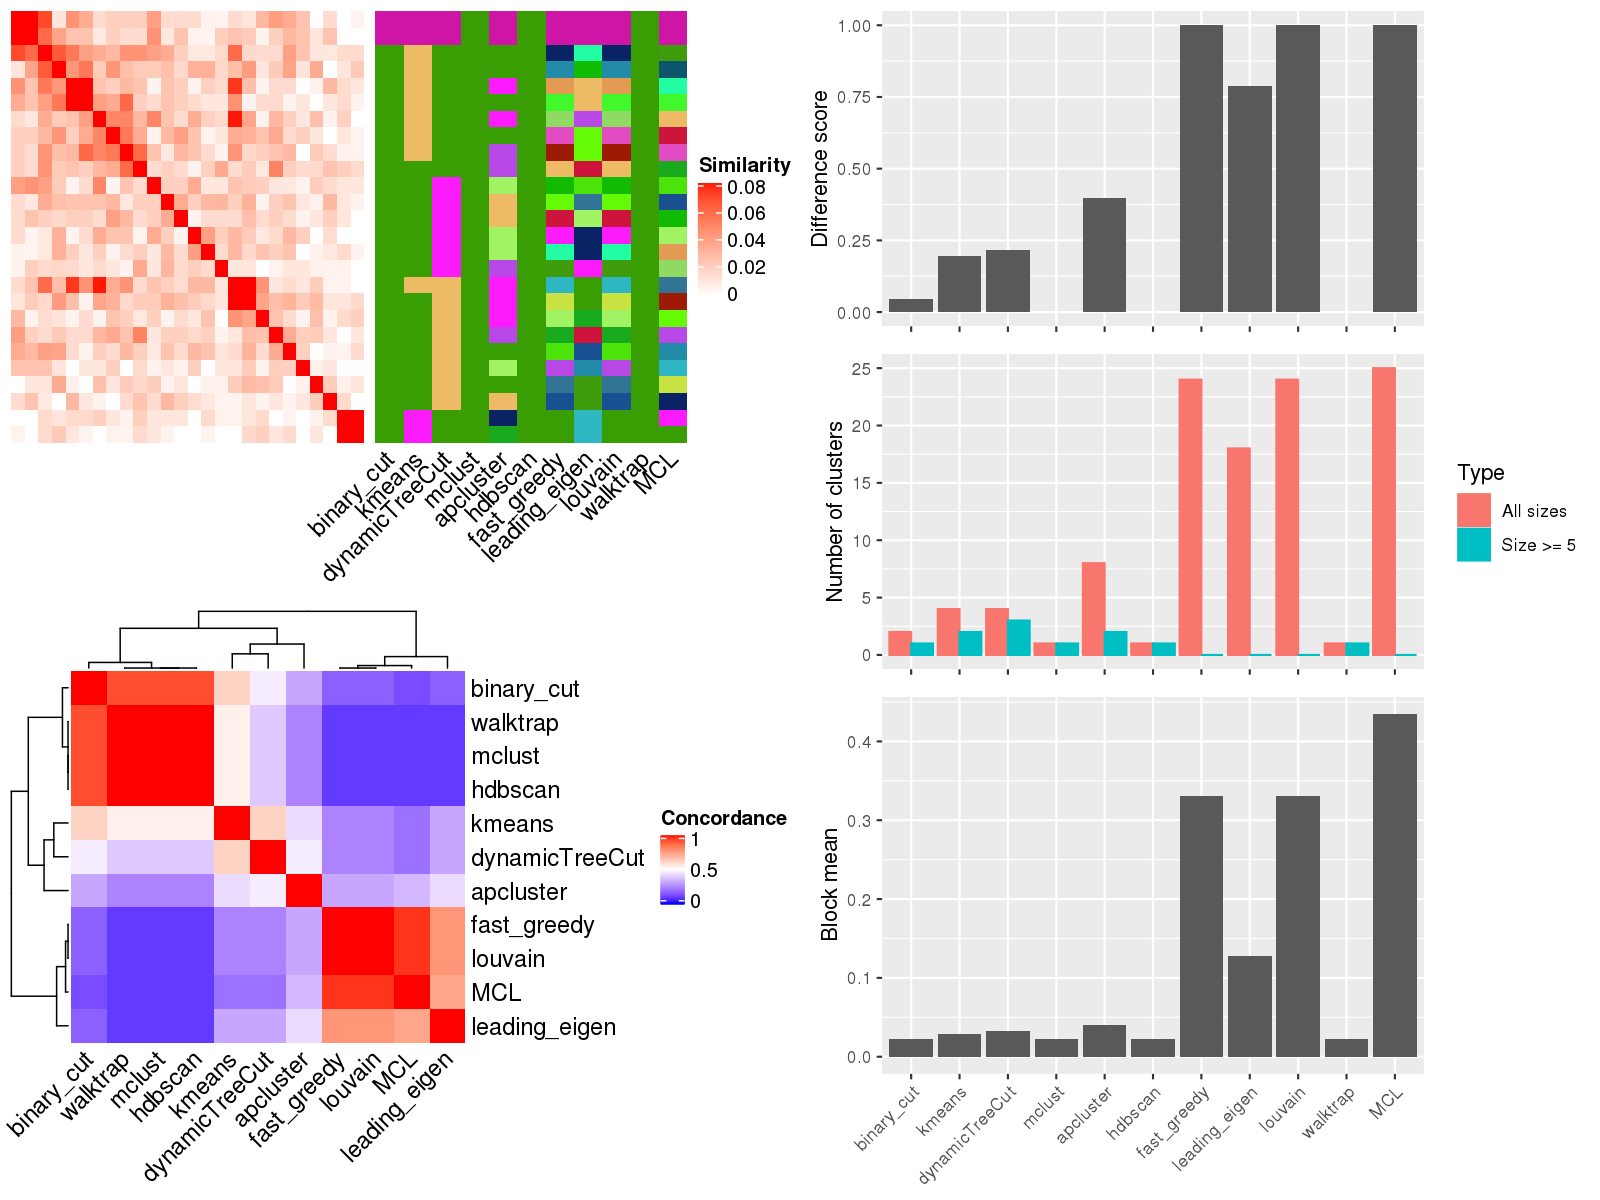 Similarity
0.08
0.06
0.04
0.02
0
binary_cut
kmeans
dynamicTreeCut
mclust
apcluster
hdbscan
fast_greedy
leading_eigen
louvain
walktrap
MCL
binary_cut
walktrap
mclust
hdbscan
kmeans
dynamicTreeCut
apcluster
fast_greedy
louvain
MCL
leading_eigen
Concordance
1
0.5
0
binary_cut
walktrap
mclust
hdbscan
kmeans
dynamicTreeCut
apcluster
fast_greedy
louvain
MCL
leading_eigen
Difference score
1.00
0.75
0.50
0.25
0.00
Number of clusters
25
20
15
10
5
0
Type
All sizes
Size >= 5
Block mean
0.4
0.3
0.2
0.1
0.0
binary_cut
kmeans
dynamicTreeCut
mclust
apcluster
hdbscan
fast_greedy
leading_eigen
louvain
walktrap
MCL